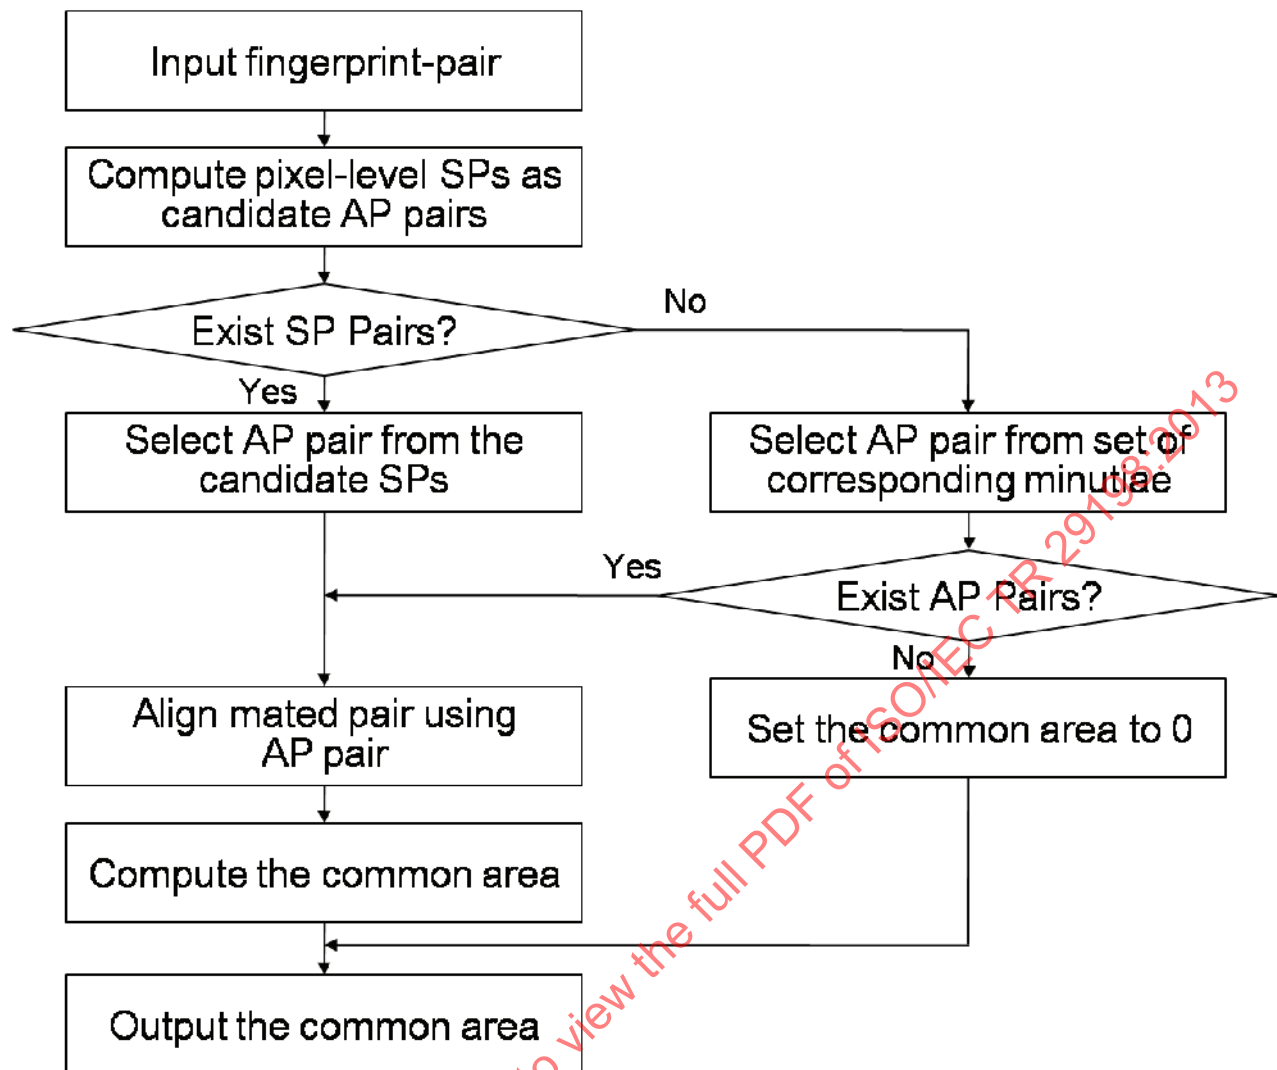 Input fingerprint-pair
Compute pixel-level SPs as
candidate AP pairs
Exist SP Pairs?
No
Yes
Select AP pair from the
candidate SPs
Select AP pair from set of
corresponding minutiae
Yes
Exist AP Pairs?
No
Align mated pair using
AP pair
Set the common area to 0
Compute the common area
Output the common area
to view the full PDF of ISO/IEC TR 29198:2013